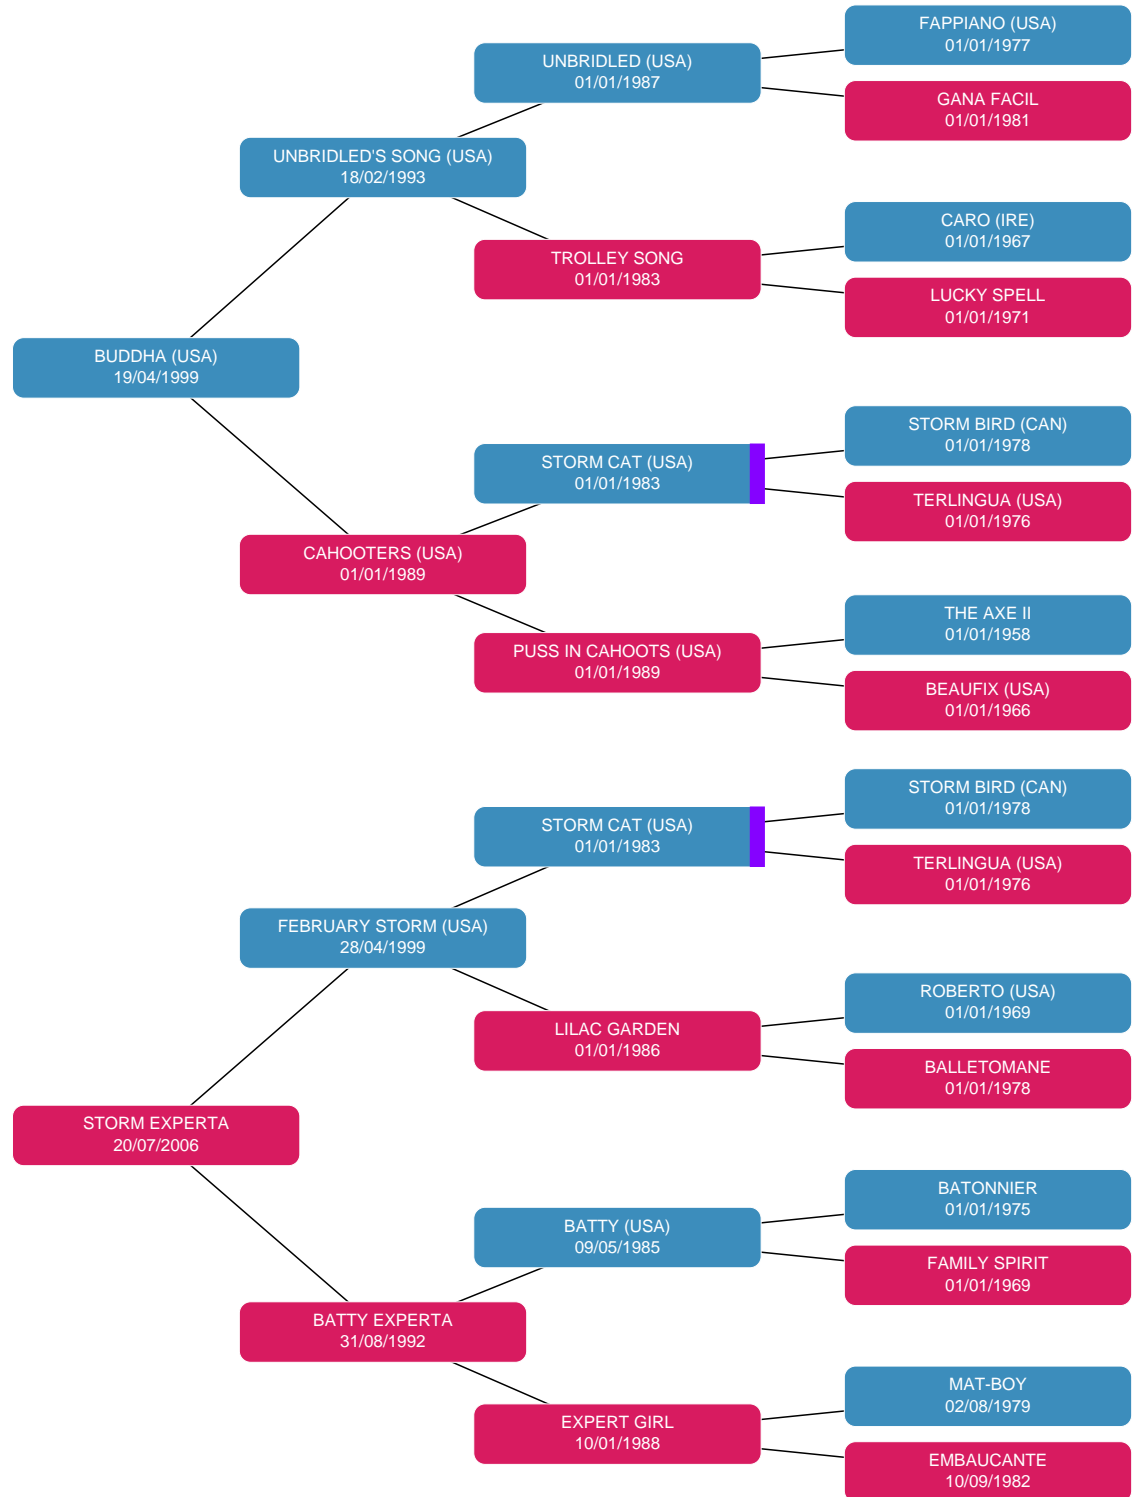 FAPPIANO (USA)
01/01/1977
UNBRIDLED (USA)
01/01/1987
GANA FACIL
01/01/1981
UNBRIDLED'S SONG (USA)
18/02/1993
CARO (IRE)
01/01/1967
TROLLEY SONG
01/01/1983
LUCKY SPELL
01/01/1971
BUDDHA (USA)
19/04/1999
STORM BIRD (CAN)
01/01/1978
STORM CAT (USA)
01/01/1983
TERLINGUA (USA)
01/01/1976
CAHOOTERS (USA)
01/01/1989
THE AXE II
01/01/1958
PUSS IN CAHOOTS (USA)
01/01/1989
BEAUFIX (USA)
01/01/1966
STORM BIRD (CAN)
01/01/1978
STORM CAT (USA)
01/01/1983
TERLINGUA (USA)
01/01/1976
FEBRUARY STORM (USA)
28/04/1999
ROBERTO (USA)
01/01/1969
LILAC GARDEN
01/01/1986
BALLETOMANE
01/01/1978
STORM EXPERTA
20/07/2006
BATONNIER
01/01/1975
BATTY (USA)
09/05/1985
FAMILY SPIRIT
01/01/1969
BATTY EXPERTA
31/08/1992
MAT-BOY
02/08/1979
EXPERT GIRL
10/01/1988
EMBAUCANTE
10/09/1982